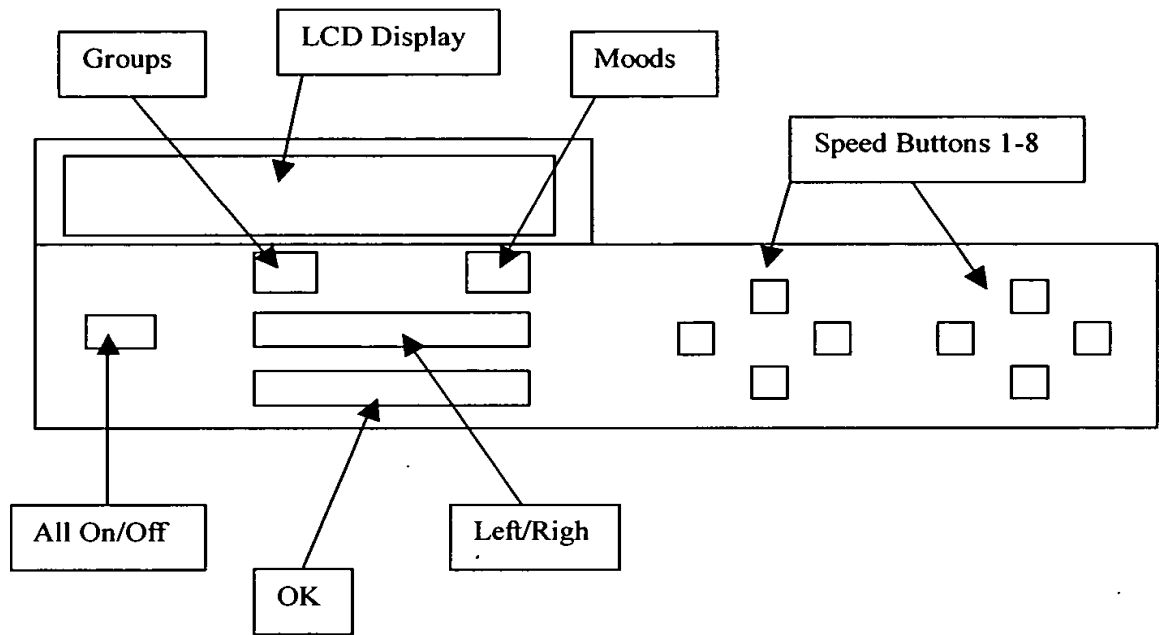 LCD Display
Groups
Moods
Speed Buttons 1-8
All On/Off
Left/Righ
OK